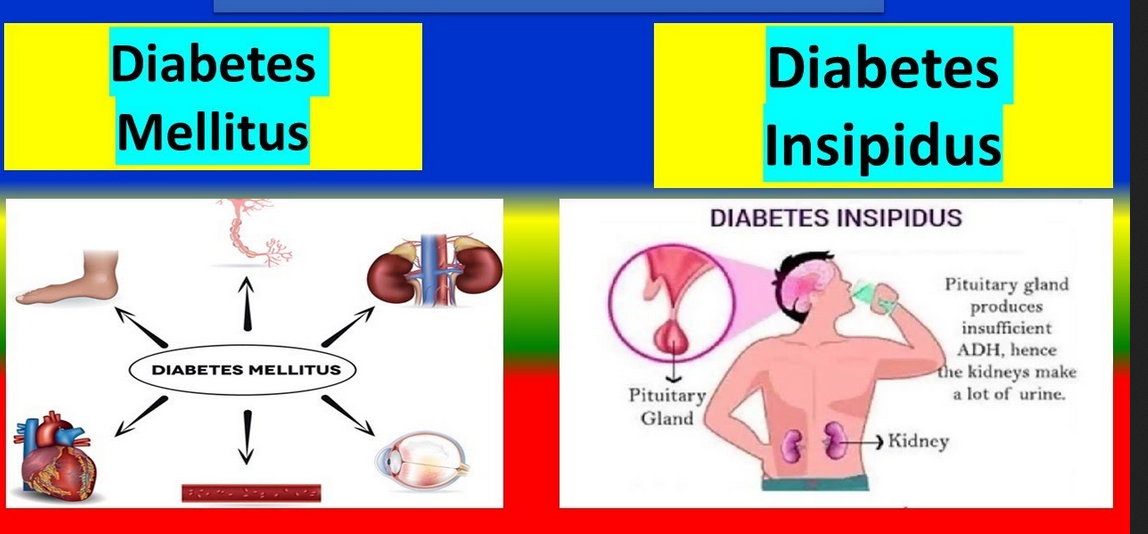 Diabetes
Mellitus
Diabetes
Insipidus
DIABETES MELLITUS
DIABETES INSIPIDUS
Pituitary gland
produces
insufficient
ADH, hence
the kidneys make
a lot of urine.
Pituitary
Gland
Kidney